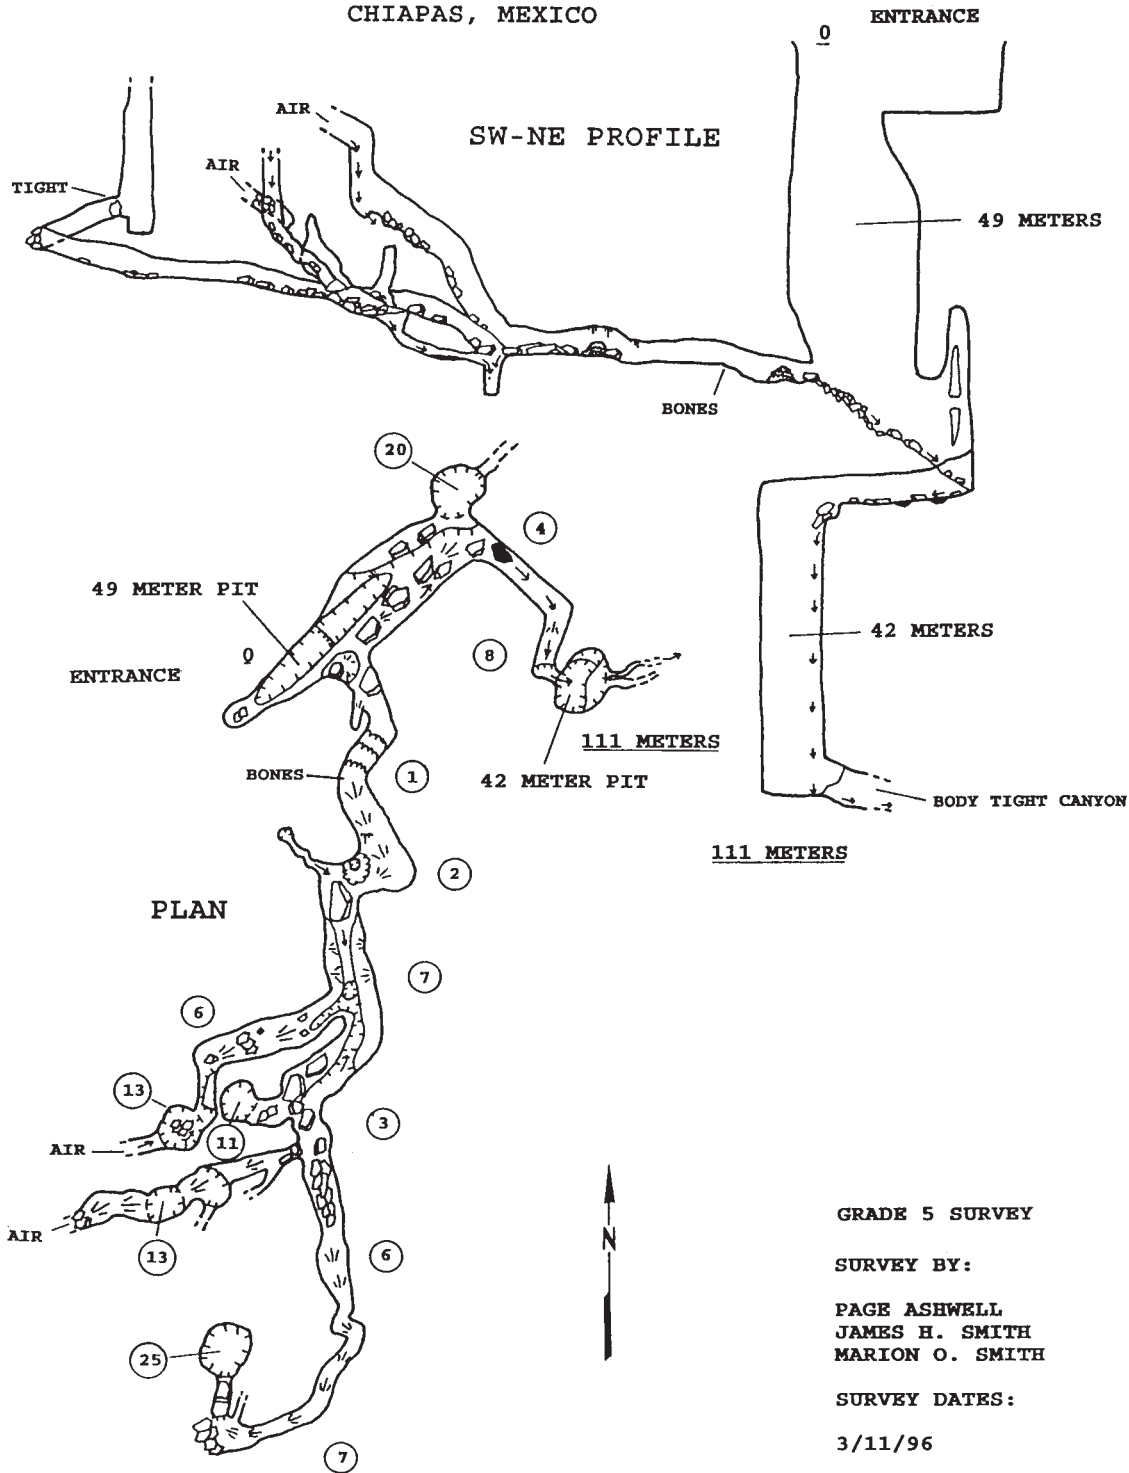 CHIAPAS, MEXICO
ENTRANCE
0
AIR
SW-NE PROFILE
AIR
TIGHT
49 METERS
BONES
20
4
49 METER PIT
42 METERS
0
8
ENTRANCE
111 METERS
BONES
1
42 METER PIT
BODY TIGHT CANYON
111 METERS
2
PLAN
7
6
13
3
11
AIR
N
GRADE 5 SURVEY
AIR
13
6
SURVEY BY:
PAGE ASHWELL
JAMES H. SMITH
MARION O. SMITH
25
SURVEY DATES:
3/11/96
7